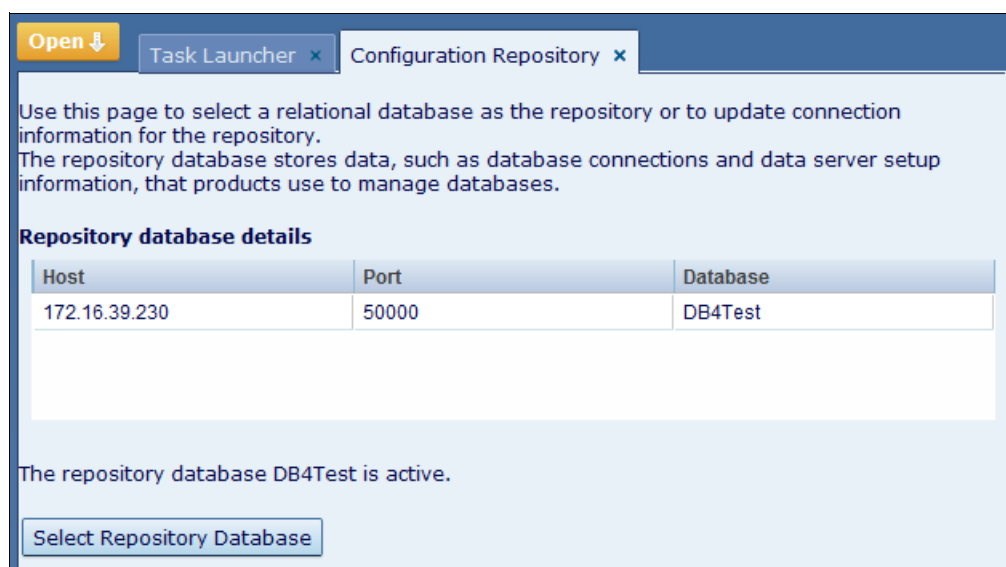 Open
Task Launcher ×
Configuration Repository ×
Use this page to select a relational database as the repository or to update connection
information for the repository.
The repository database stores data, such as database connections and data server setup
information, that products use to manage databases.
Repository database details
Host Port Database
172.16.39.230 50000 DB4Test
The repository database DB4Test is active.
Select Repository Database